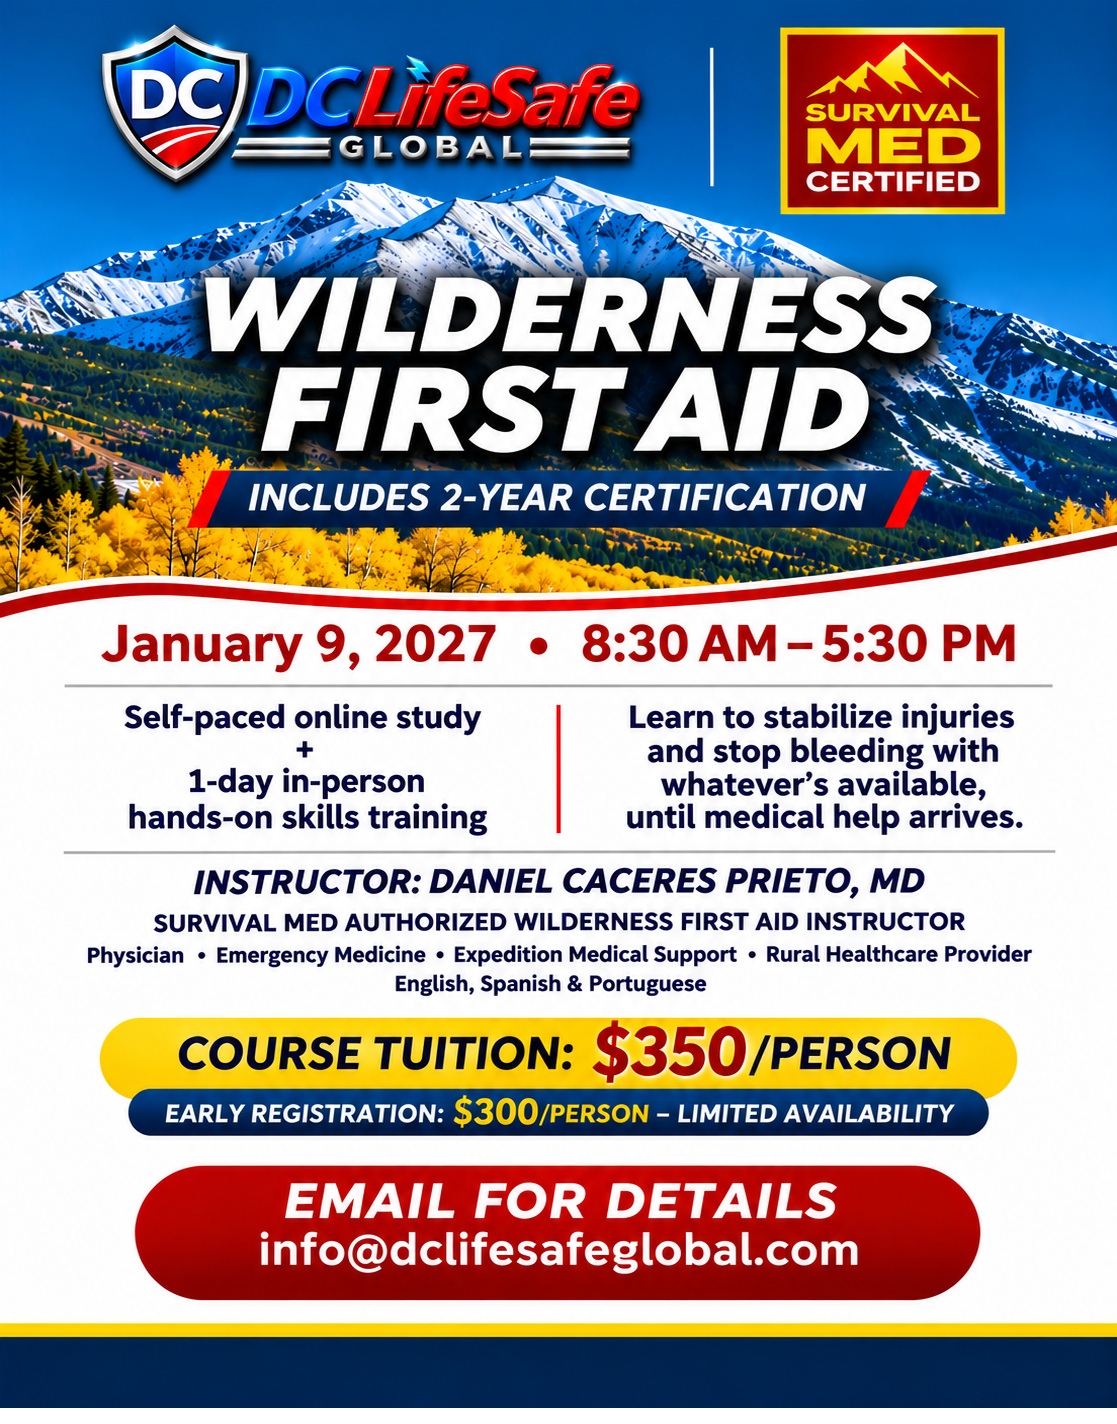 DC
DCLifeSafe
GLOBAL
SURVIVAL
MED
CERTIFIED
WILDERNESS
FIRST AID
INCLUDES 2-YEAR CERTIFICATION
January 9, 2027 • 8:30 AM – 5:30 PM
Self-paced online study
+
1-day in-person
hands-on skills training
Learn to stabilize injuries
and stop bleeding with
whatever's available,
until medical help arrives.
INSTRUCTOR: DANIEL CACERES PRIETO, MD
SURVIVAL MED AUTHORIZED WILDERNESS FIRST AID INSTRUCTOR
Physician • Emergency Medicine • Expedition Medical Support • Rural Healthcare Provider
English, Spanish & Portuguese
COURSE TUITION: $350/PERSON
EARLY REGISTRATION: $300/PERSON – LIMITED AVAILABILITY
EMAIL FOR DETAILS
info@dclifesafeglobal.com